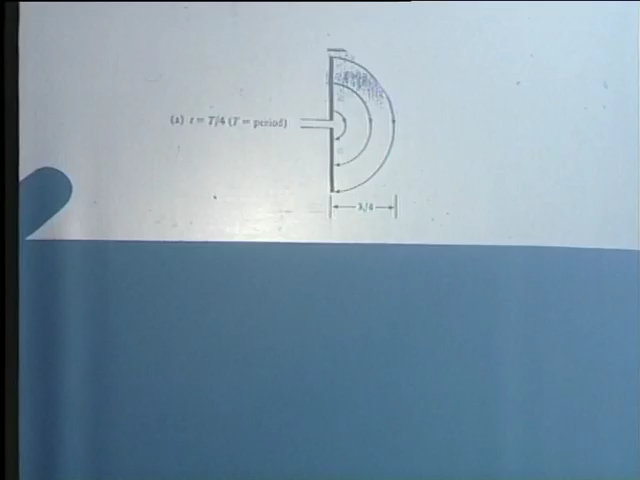 (a) t = T/4 (T = period)
λ/4